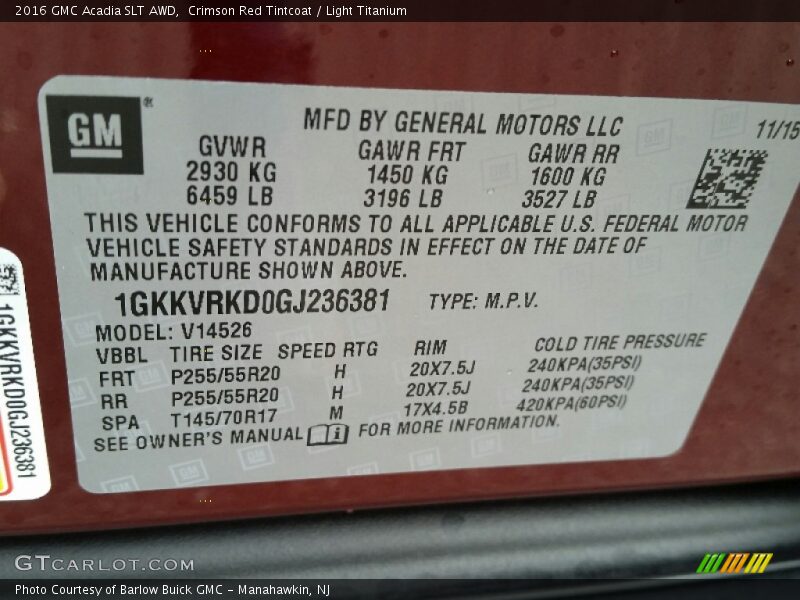 2016 GMC Acadia SLT AWD, Crimson Red Tintcoat / Light Titanium
GM®
MFD BY GENERAL MOTORS LLC
11/15
GVWR GAWR FRT GAWR RR
2930 KG 1450 KG 1600 KG
6459 LB 3196 LB 3527 LB
THIS VEHICLE CONFORMS TO ALL APPLICABLE U.S. FEDERAL MOTOR
VEHICLE SAFETY STANDARDS IN EFFECT ON THE DATE OF
MANUFACTURE SHOWN ABOVE.
1GKKVRKD0GJ236381 TYPE: M.P.V.
MODEL: V14526
VBBL TIRE SIZE SPEED RTG RIM COLD TIRE PRESSURE
FRT P255/55R20 H 20X7.5J 240KPA(35PSI)
RR P255/55R20 H 20X7.5J 240KPA(35PSI)
SPA T145/70R17 M 17X4.5B 420KPA(60PSI)
SEE OWNER'S MANUAL i FOR MORE INFORMATION.
1GKKVRKD0GJ236381
GTCARLOT.COM
Photo Courtesy of Barlow Buick GMC – Manahawkin, NJ